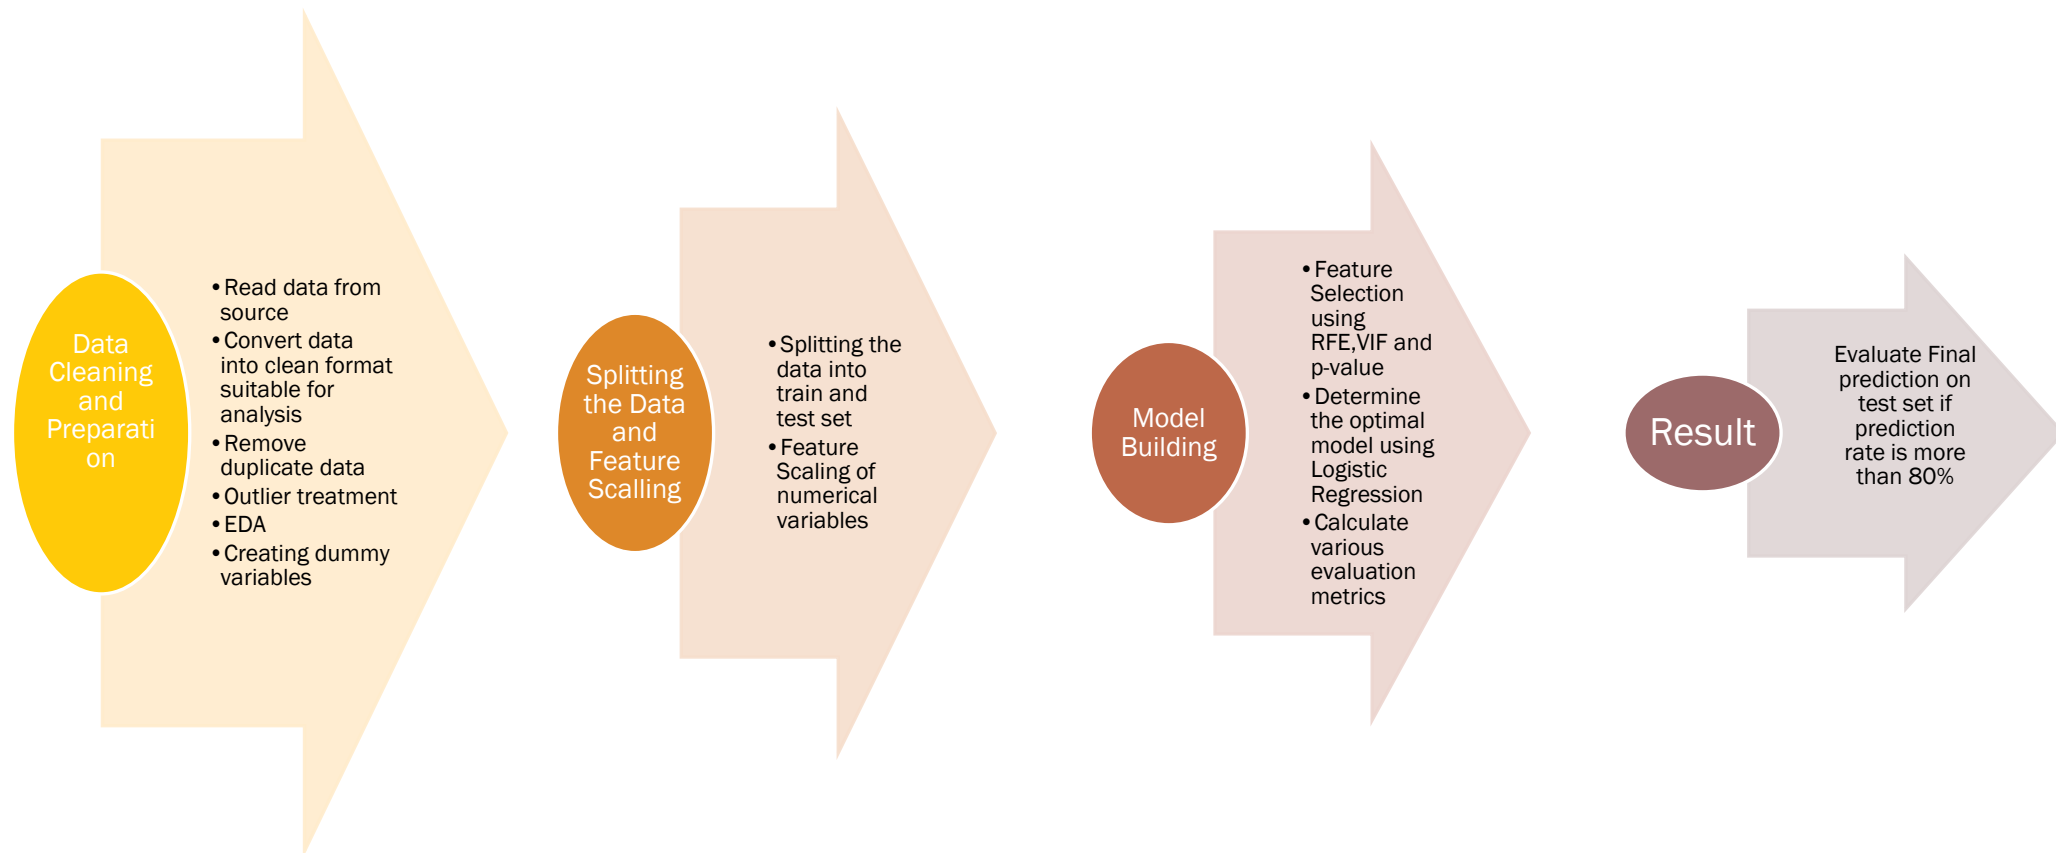 Data
Cleaning
and
Preparati
on
•Read data from
source
•Convert data
into clean format
suitable for
analysis
•Remove
duplicate data
•Outlier treatment
•EDA
•Creating dummy
variables
Splitting
the Data
and
Feature
Scalling
•Splitting the
data into
train and
test set
•Feature
Scaling of
numerical
variables
Model
Building
•Feature
Selection
using
RFE,VIF and
p-value
•Determine
the optimal
model using
Logistic
Regression
•Calculate
various
evaluation
metrics
Result
Evaluate Final
prediction on
test set if
prediction
rate is more
than 80%